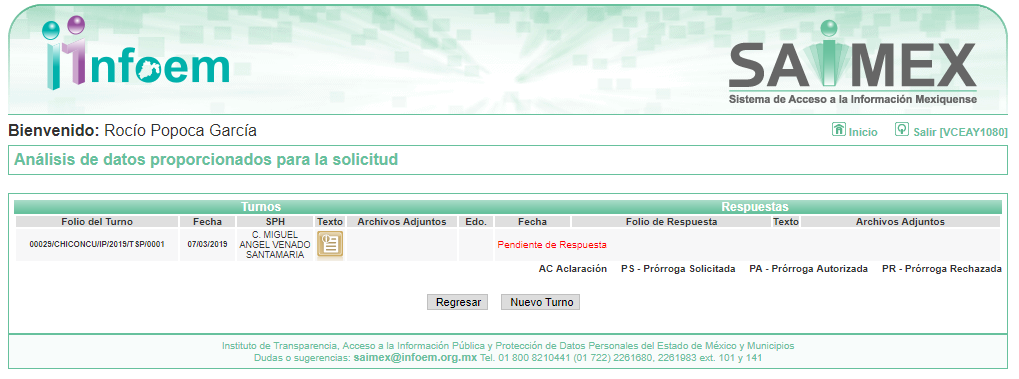 infoem
SAIMEX
Sistema de Acceso a la Información Mexiquense
Bienvenido: Rocío Popoca García
Inicio Salir [VCEAY1080]
Análisis de datos proporcionados para la solicitud
Turnos Respuestas
Folio del Turno Fecha SPH Texto Archivos Adjuntos Edo. Fecha Folio de Respuesta Texto Archivos Adjuntos
00029/CHICONCU/IP/2019/TSP/0001 07/03/2019 C. MIGUEL ANGEL VENADO SANTAMARIA Pendiente de Respuesta
AC Aclaración PS - Prórroga Solicitada PA - Prórroga Autorizada PR - Prórroga Rechazada
Regresar Nuevo Turno
Instituto de Transparencia, Acceso a la Información Pública y Protección de Datos Personales del Estado de México y Municipios
Dudas o sugerencias: saimex@infoem.org.mx Tel. 01 800 8210441 (01 722) 2261680, 2261983 ext. 101 y 141